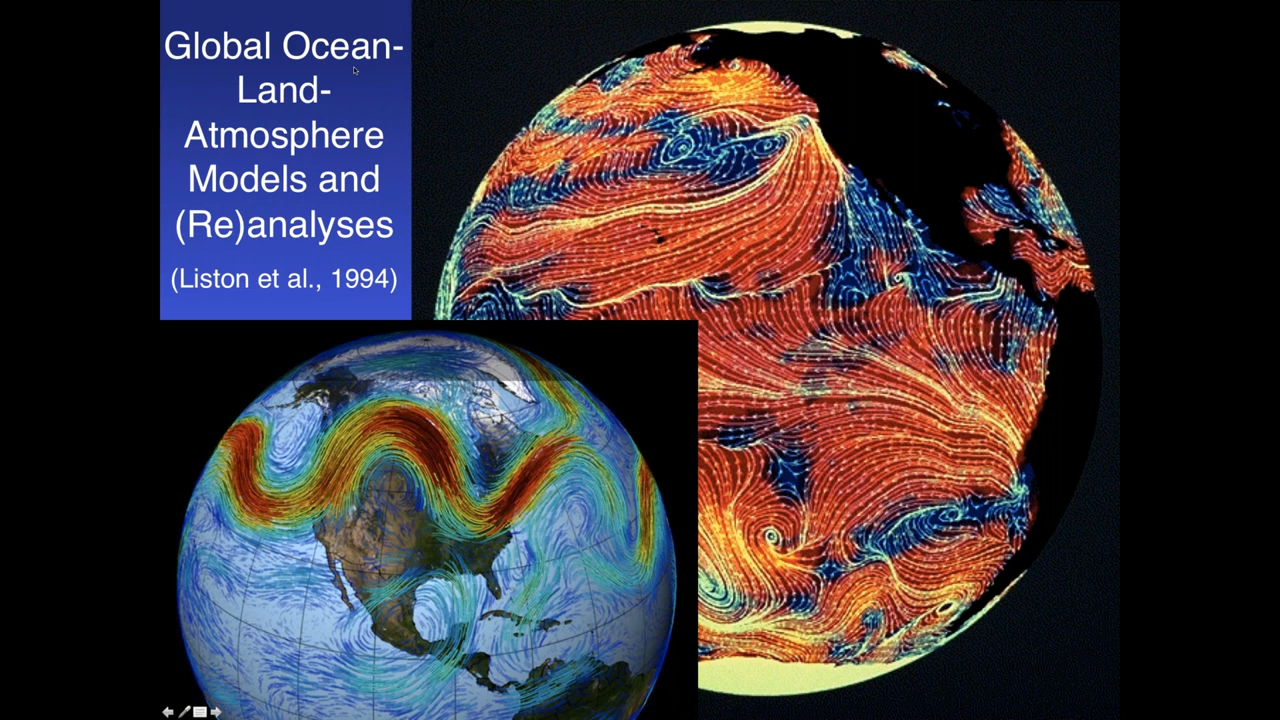 Global Ocean-
Land-
Atmosphere
Models and
(Re)analyses
(Liston et al., 1994)